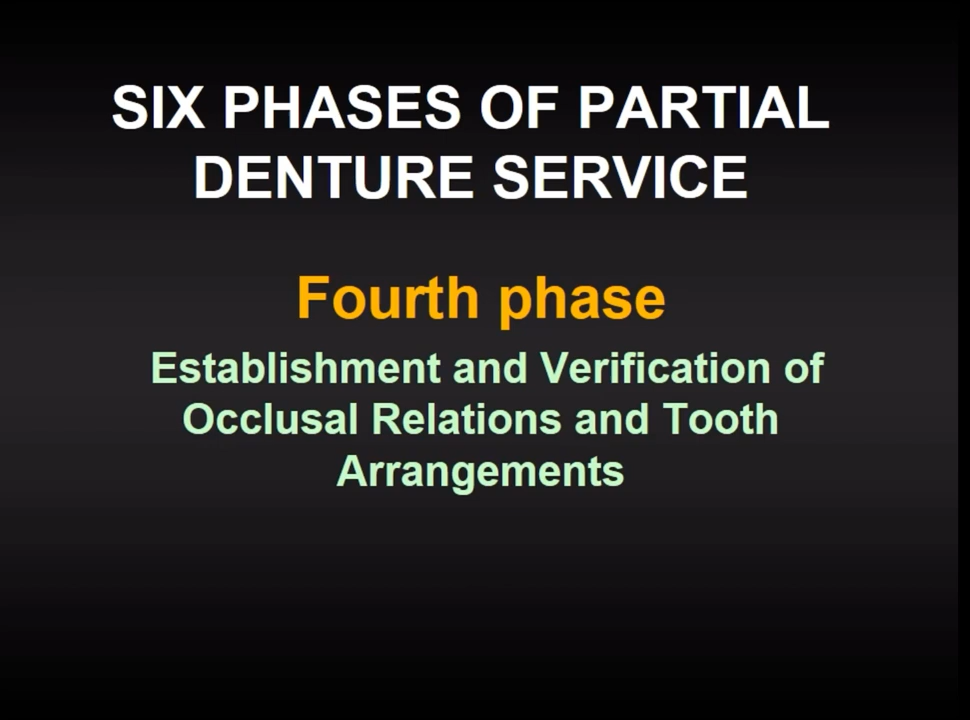 SIX PHASES OF PARTIAL
DENTURE SERVICE
Fourth phase
Establishment and Verification of
Occlusal Relations and Tooth
Arrangements